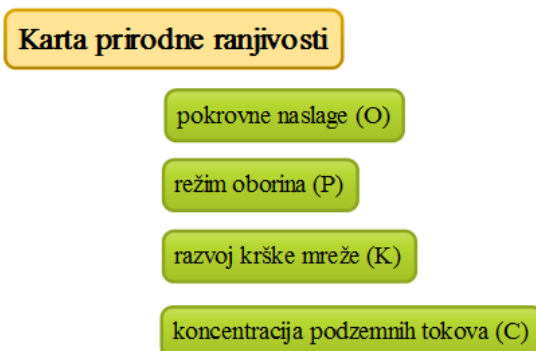 Karta prirodne ranjivosti
pokrovne naslage (O)
režim oborina (P)
razvoj krške mreže (K)
koncentracija podzemnih tokova (C)